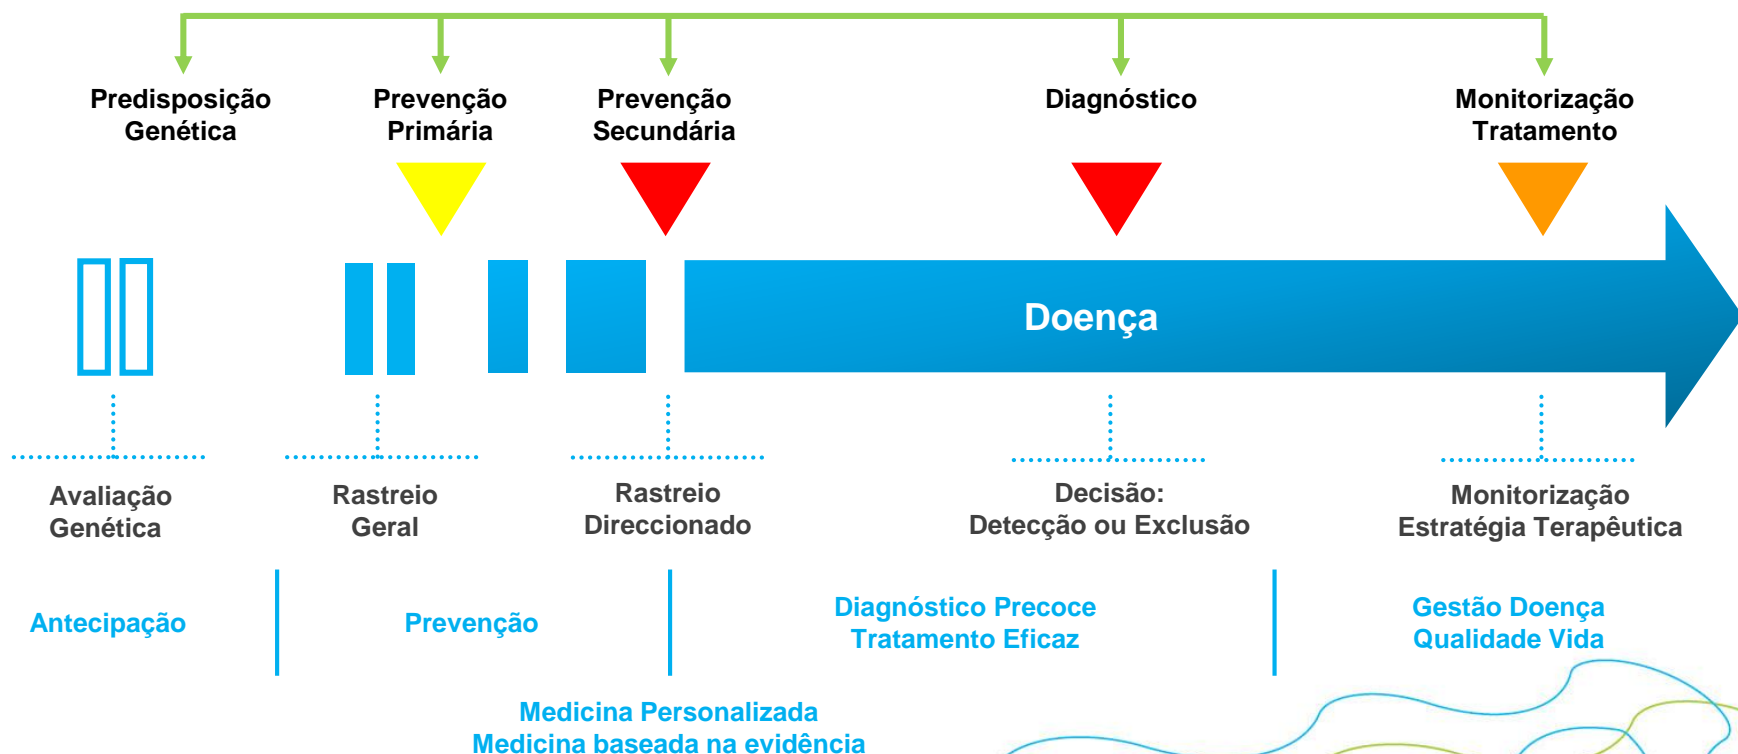 Predisposição
Genética
Prevenção
Primária
Prevenção
Secundária
Diagnóstico
Monitorização
Tratamento
Doença
Avaliação
Genética
Rastreio
Geral
Rastreio
Direccionado
Decisão:
Detecção ou Exclusão
Monitorização
Estratégia Terapêutica
Antecipação
Prevenção
Diagnóstico Precoce
Tratamento Eficaz
Gestão Doença
Qualidade Vida
Medicina Personalizada
Medicina baseada na evidência